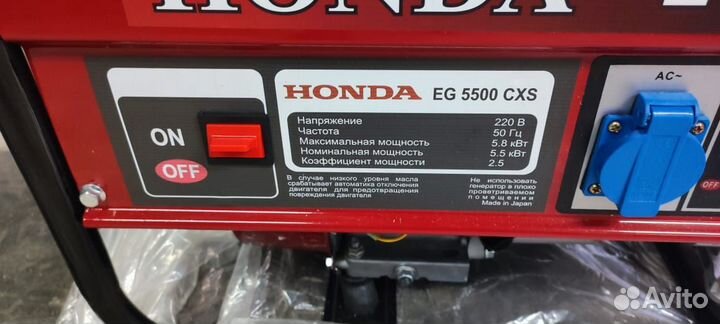 HONDA
HONDA EG 5500 CXS
Напряжение 220 В
Частота 50 Гц
Максимальная мощность 5.8 кВт
Номинальная мощность 5.5 кВт
Коэффициент мощности 2.5
ON
OFF
В случае низкого уровня масла
срабатывает автоматика отключения
двигателя для предотвращения
повреждения двигателя
Не использовать
генератор в плохо
проветриваемом
помещении
Made in Japan
AC~
Avito